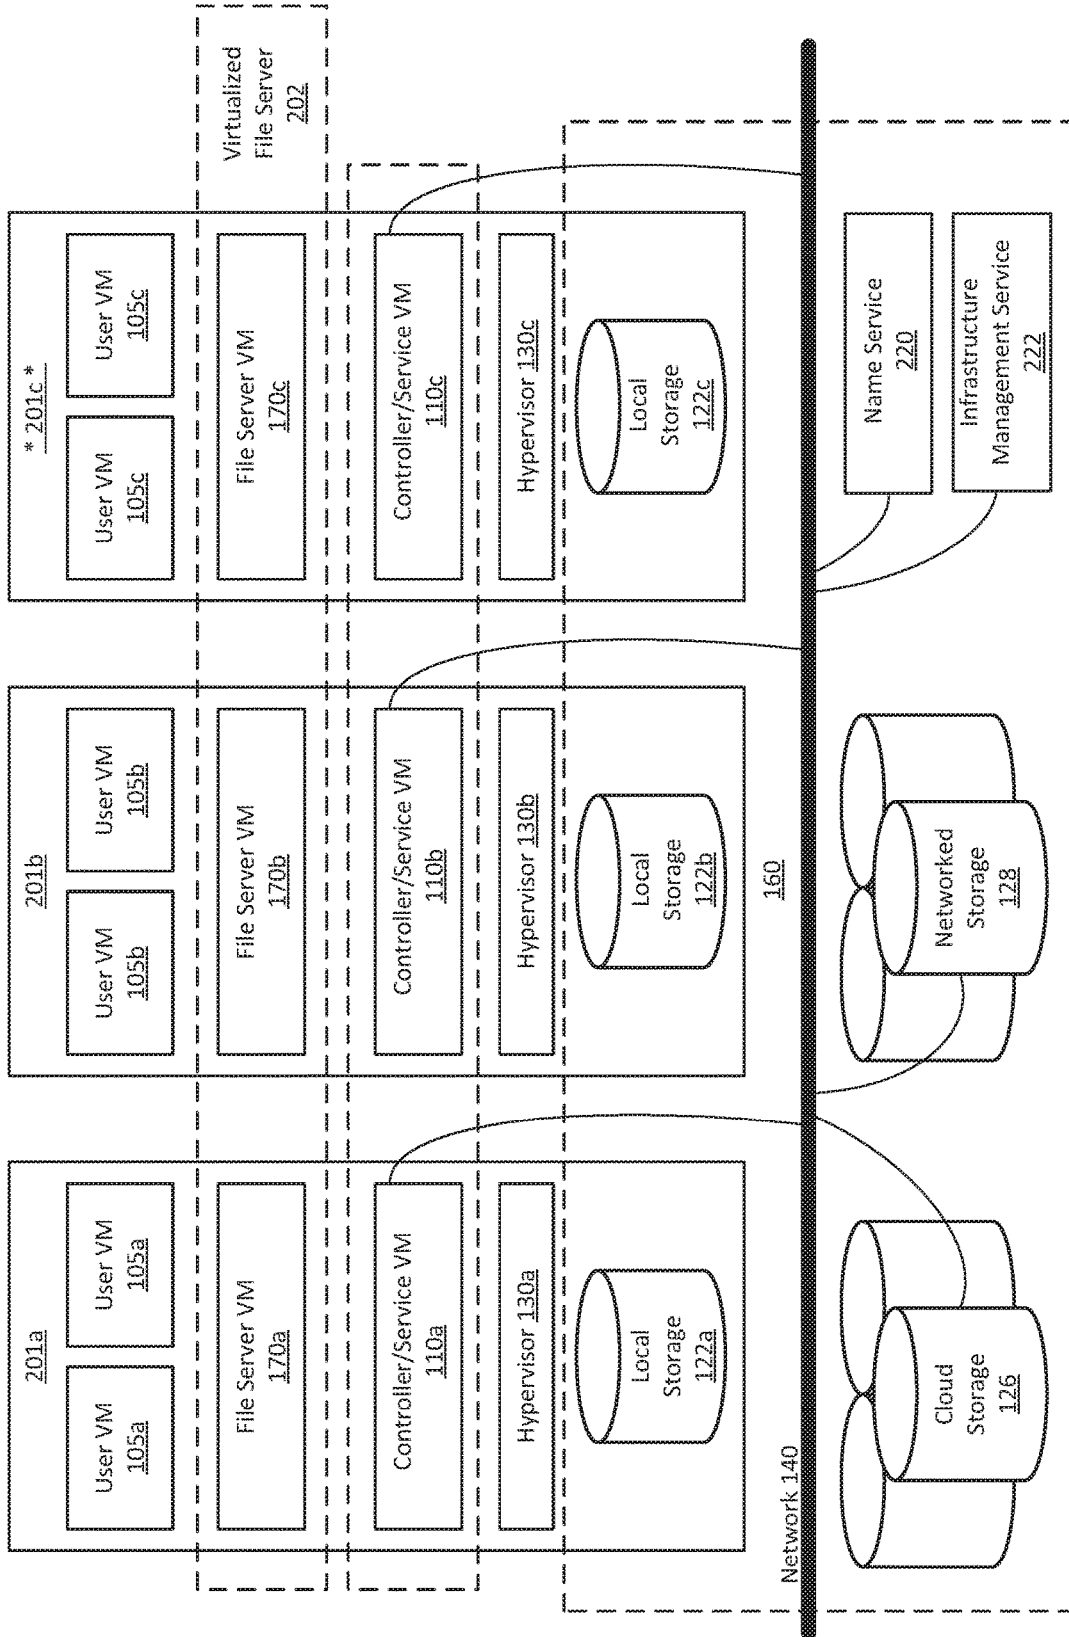 201a
User VM
105a
User VM
105a
File Server VM
170a
Controller/Service VM
110a
Hypervisor 130a
Local
Storage
122a
201b
User VM
105b
User VM
105b
File Server VM
170b
Controller/Service VM
110b
Hypervisor 130b
Local
Storage
122b
* 201c *
User VM
105c
User VM
105c
File Server VM
170c
Controller/Service VM
110c
Hypervisor 130c
Local
Storage
122c
Virtualized
File Server
202
160
Network 140
Cloud
Storage
126
Networked
Storage
128
Name Service
220
Infrastructure
Management Service
222